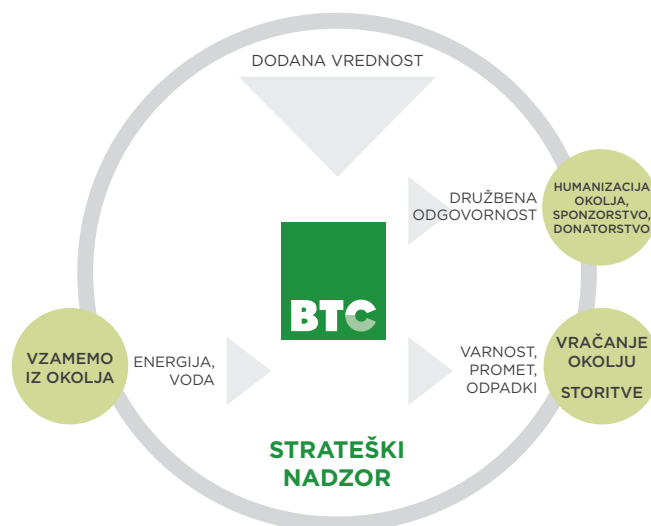 DODANA VREDNOST
DRUŽBENA
ODGOVORNOST
HUMANIZACIJA
OKOLJA,
SPONZORSTVO,
DONATORSTVO
BTC
VZAMEMO
IZ OKOLJA
ENERGIJA,
VODA
VARNOST,
PROMET,
ODPADKI
VRAČANJE
OKOLJU
STORITVE
STRATEŠKI
NADZOR